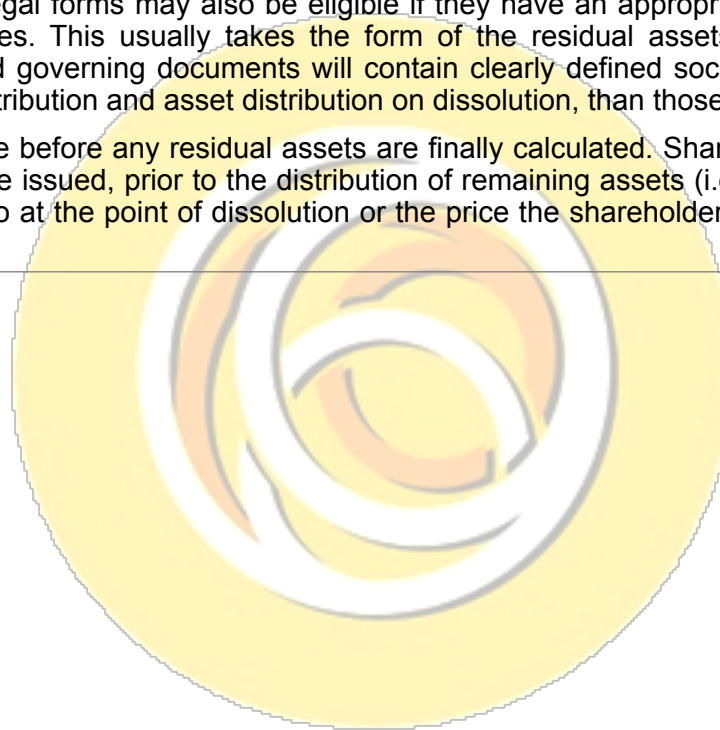 gal forms may also be eligible if they have an approp
es. This usually takes the form of the residual assets
governing documents will contain clearly defined soc
tribution and asset distribution on dissolution, than those
e before any residual assets are finally calculated. Shar
e issued, prior to the distribution of remaining assets (i.e
o at the point of dissolution or the price the shareholder